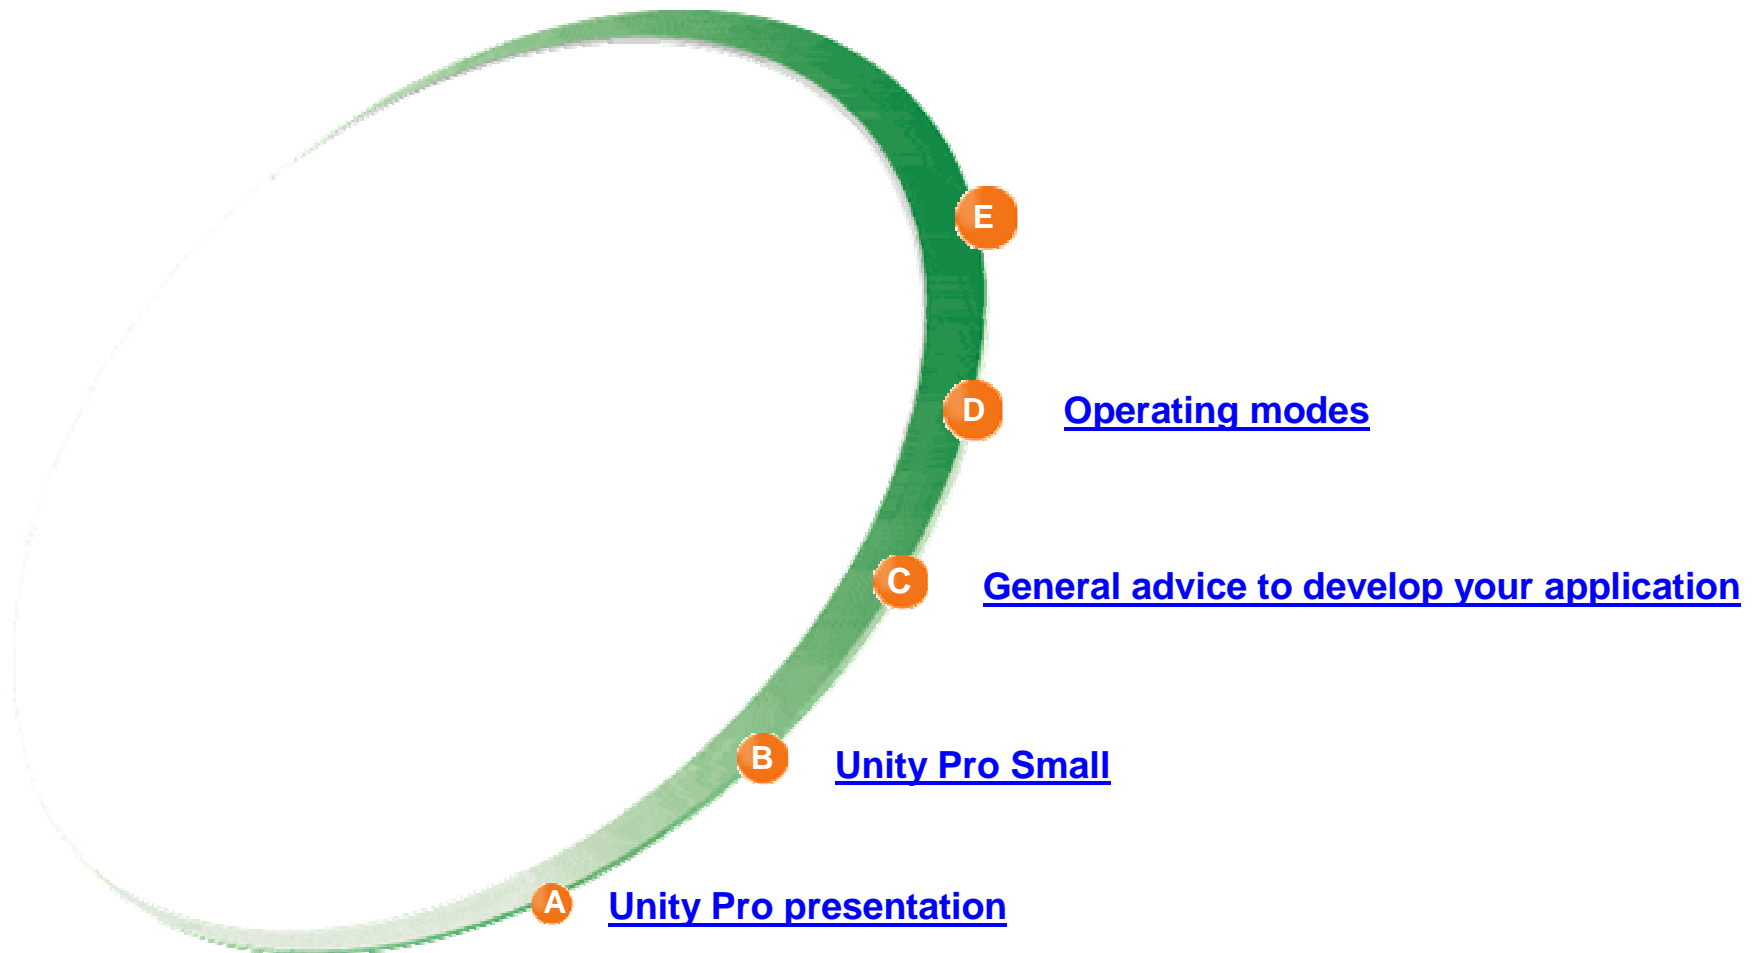 E
D Operating modes
C General advice to develop your application
B Unity Pro Small
A Unity Pro presentation